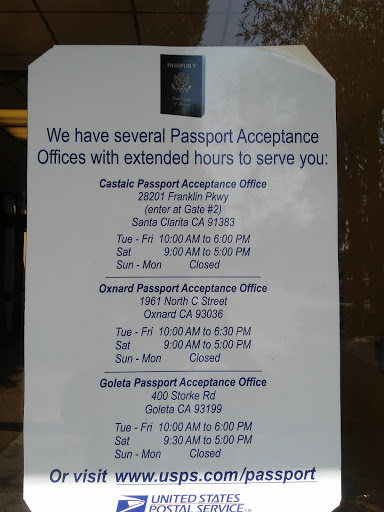 PASSPORT
We have several Passport Acceptance
Offices with extended hours to serve you:
Castaic Passport Acceptance Office
28201 Franklin Pkwy
(enter at Gate #2)
Santa Clarita CA 91383
Tue - Fri 10:00 AM to 6:00 PM
Sat 9:00 AM to 5:00 PM
Sun - Mon Closed
Oxnard Passport Acceptance Office
1961 North C Street
Oxnard CA 93036
Tue - Fri 10:00 AM to 6:30 PM
Sat 9:00 AM to 5:00 PM
Sun - Mon Closed
Goleta Passport Acceptance Office
400 Storke Rd
Goleta CA 93199
Tue - Fri 10:00 AM to 6:00 PM
Sat 9:30 AM to 5:00 PM
Sun - Mon Closed
Or visit www.usps.com/passport
UNITED STATES
POSTAL SERVICE